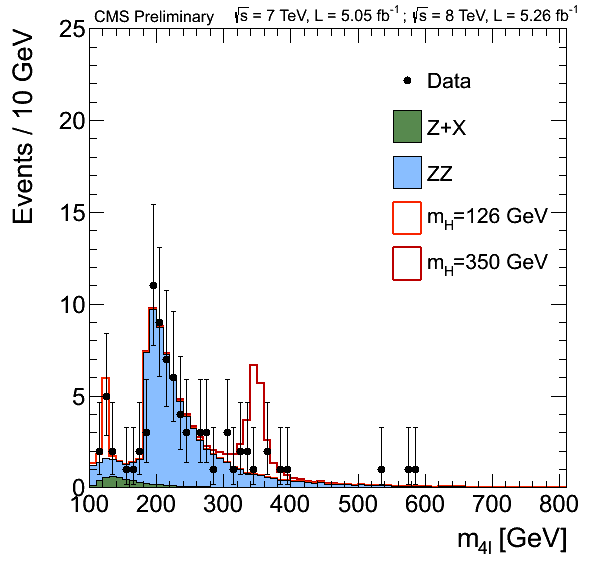 CMS Preliminary √s = 7 TeV, L = 5.05 fb⁻¹ ; √s = 8 TeV, L = 5.26 fb⁻¹
Events / 10 GeV
25
20
15
10
5
0
Data
Z+X
ZZ
m_H=126 GeV
m_H=350 GeV
100 200 300 400 500 600 700 800
m_4l [GeV]